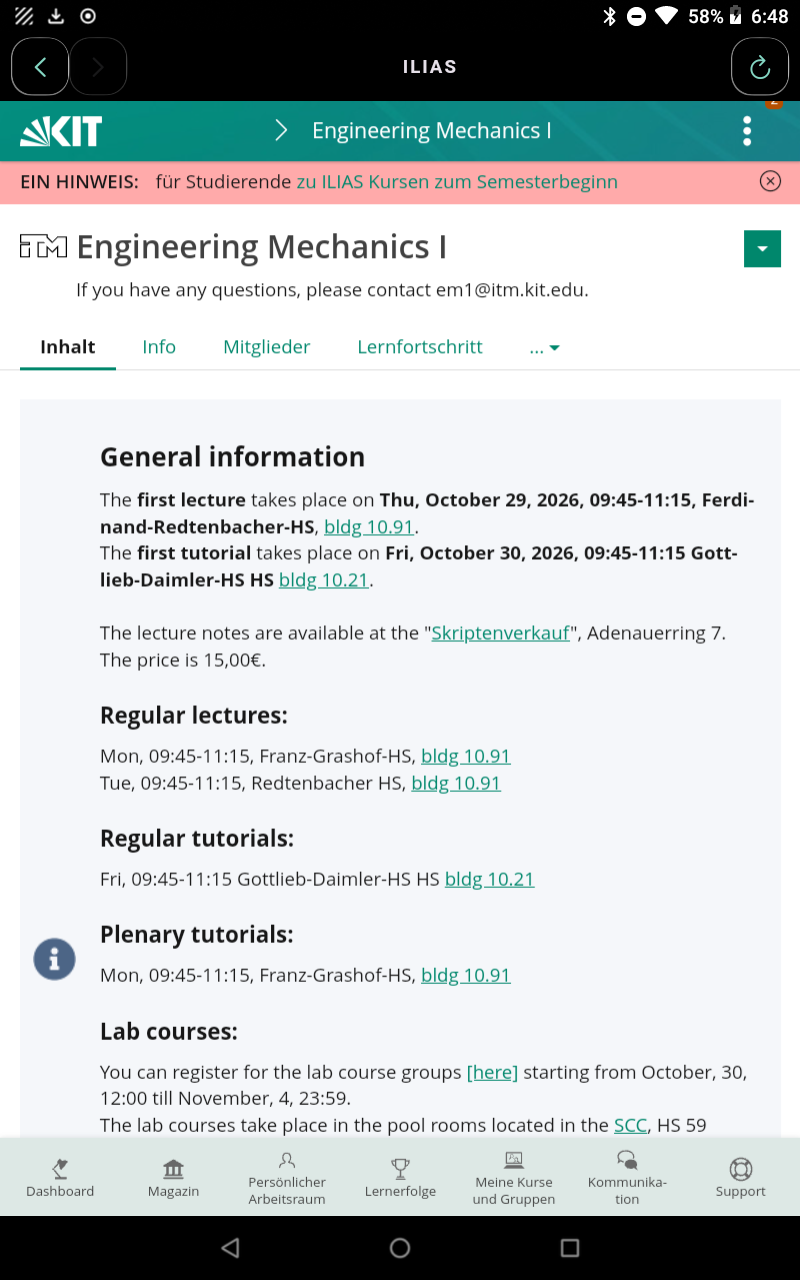 58% 6:48
ILIAS
KIT
Engineering Mechanics I
2
EIN HINWEIS: für Studierende zu ILIAS Kursen zum Semesterbeginn
ITM Engineering Mechanics I
If you have any questions, please contact em1@itm.kit.edu.
Inhalt Info Mitglieder Lernfortschritt ...
General information
The first lecture takes place on Thu, October 29, 2026, 09:45-11:15, Ferdi-
nand-Redtenbacher-HS, bldg 10.91.
The first tutorial takes place on Fri, October 30, 2026, 09:45-11:15 Gott-
lieb-Daimler-HS HS bldg 10.21.
The lecture notes are available at the "Skriptenverkauf", Adenauerring 7.
The price is 15,00€.
Regular lectures:
Mon, 09:45-11:15, Franz-Grashof-HS, bldg 10.91
Tue, 09:45-11:15, Redtenbacher HS, bldg 10.91
Regular tutorials:
Fri, 09:45-11:15 Gottlieb-Daimler-HS HS bldg 10.21
Plenary tutorials:
Mon, 09:45-11:15, Franz-Grashof-HS, bldg 10.91
Lab courses:
You can register for the lab course groups [here] starting from October, 30,
12:00 till November, 4, 23:59.
The lab courses take place in the pool rooms located in the SCC, HS 59
Dashboard
Magazin
Persönlicher
Arbeitsraum
Lernerfolge
Meine Kurse
und Gruppen
Kommunika-
tion
Support